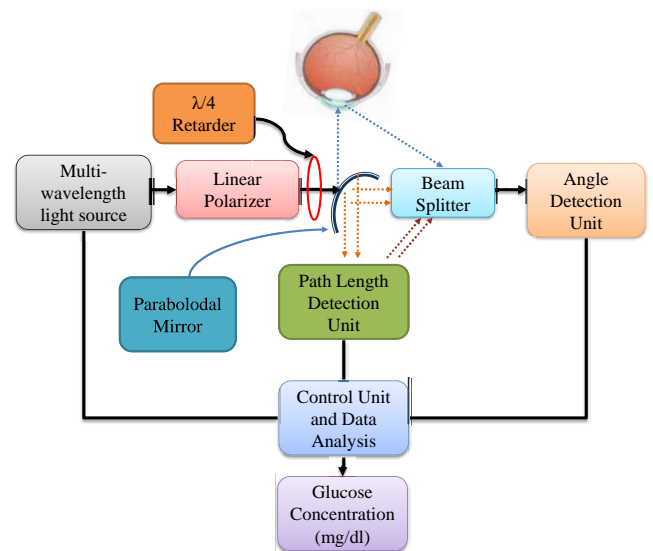 λ/4
Retarder
Multi-
wavelength
light source
Linear
Polarizer
Beam
Splitter
Angle
Detection
Unit
Parabolodal
Mirror
Path Length
Detection
Unit
Control Unit
and Data
Analysis
Glucose
Concentration
(mg/dl)